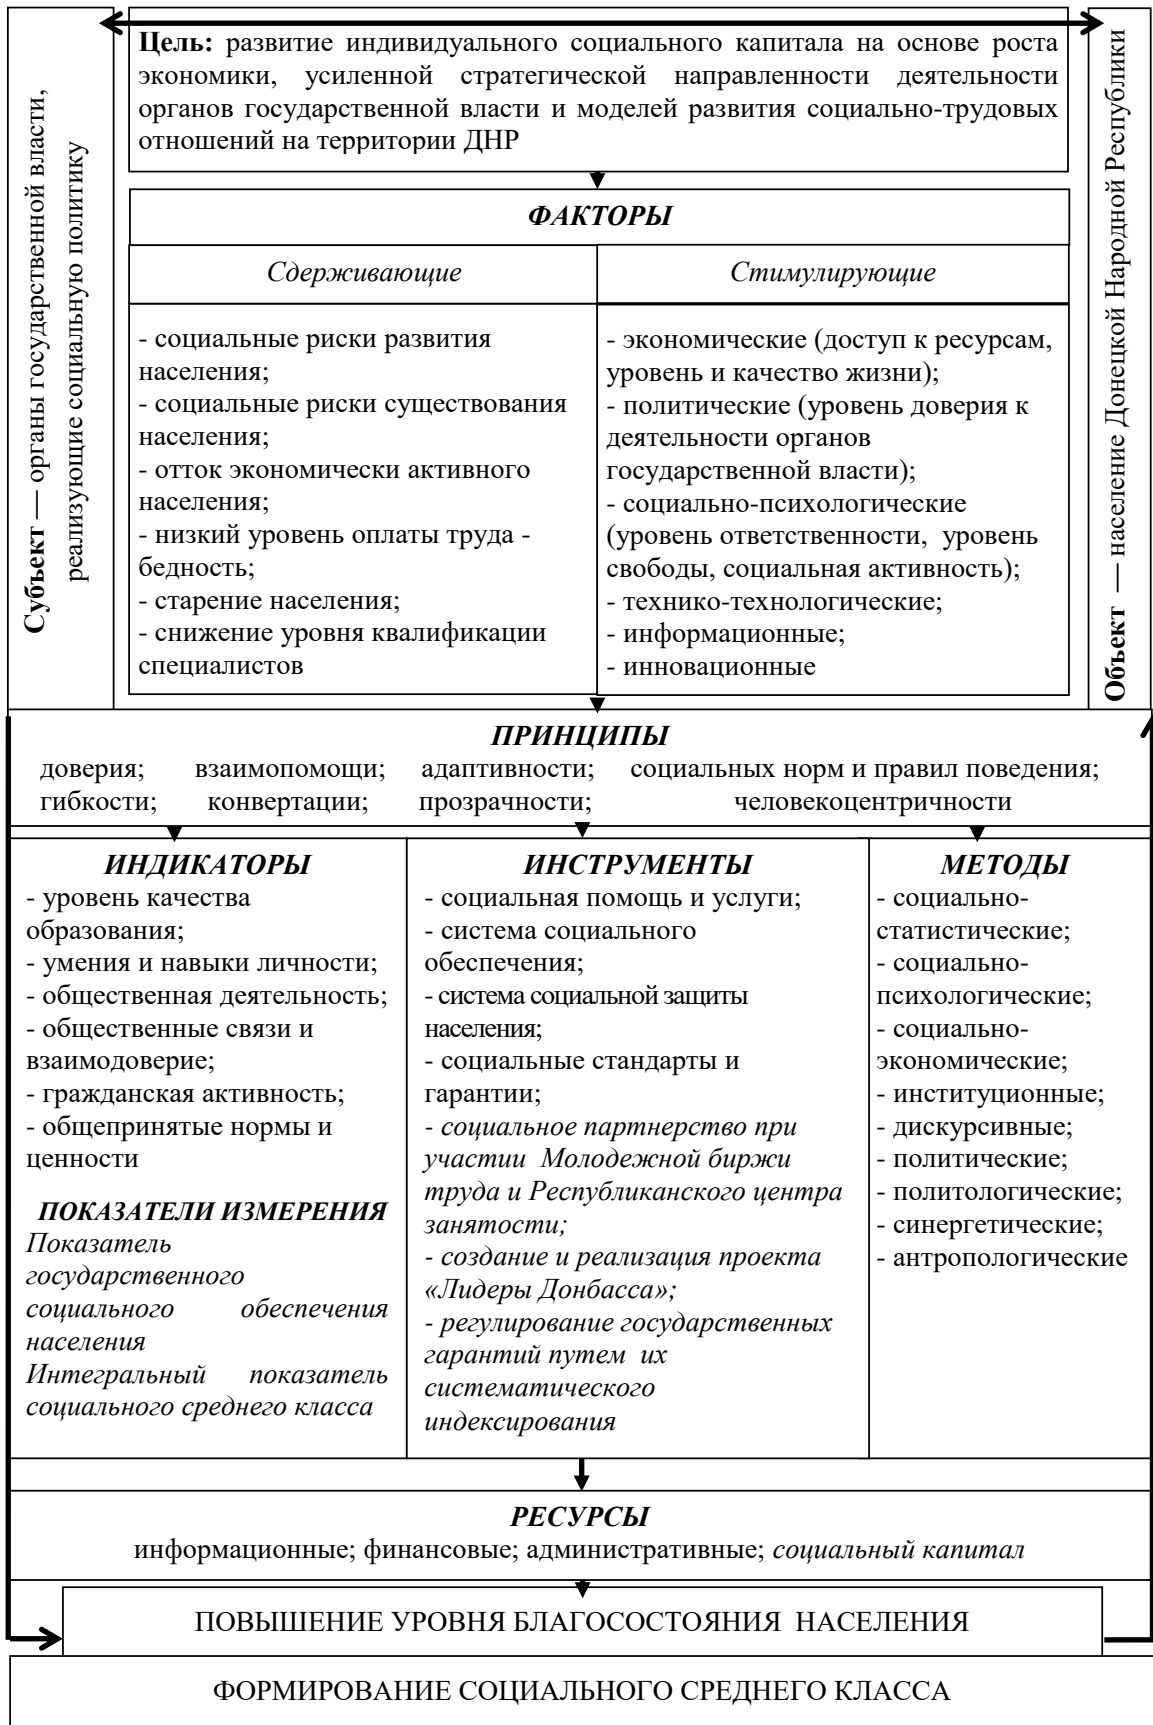 Субъект — органы государственной власти,
реализующие социальную политику
Цель: развитие индивидуального социального капитала на основе роста
экономики, усиленной стратегической направленности деятельности
органов государственной власти и моделей развития социально-трудовых
отношений на территории ДНР
Объект — население Донецкой Народной Республики
ФАКТОРЫ
Сдерживающие
- социальные риски развития
населения;
- социальные риски существования
населения;
- отток экономически активного
населения;
- низкий уровень оплаты труда -
бедность;
- старение населения;
- снижение уровня квалификации
специалистов
Стимулирующие
- экономические (доступ к ресурсам,
уровень и качество жизни);
- политические (уровень доверия к
деятельности органов
государственной власти);
- социально-психологические
(уровень ответственности, уровень
свободы, социальная активность);
- технико-технологические;
- информационные;
- инновационные
ПРИНЦИПЫ
доверия; взаимопомощи; адаптивности; социальных норм и правил поведения;
гибкости; конвертации; прозрачности; человекоцентричности
ИНДИКАТОРЫ
- уровень качества
образования;
- умения и навыки личности;
- общественная деятельность;
- общественные связи и
взаимодоверие;
- гражданская активность;
- общепринятые нормы и
ценности
ПОКАЗАТЕЛИ ИЗМЕРЕНИЯ
Показатель
государственного
социального обеспечения
населения
Интегральный показатель
социального среднего класса
ИНСТРУМЕНТЫ
- социальная помощь и услуги;
- система социального
обеспечения;
- система социальной защиты
населения;
- социальные стандарты и
гарантии;
- социальное партнерство при
участии Молодежной биржи
труда и Республиканского центра
занятости;
- создание и реализация проекта
«Лидеры Донбасса»;
- регулирование государственных
гарантий путем их
систематического
индексирования
МЕТОДЫ
- социально-
статистические;
- социально-
психологические;
- социально-
экономические;
- институционные;
- дискурсивные;
- политические;
- политологические;
- синергетические;
- антропологические
РЕСУРСЫ
информационные; финансовые; административные; социальный капитал
ПОВЫШЕНИЕ УРОВНЯ БЛАГОСОСТОЯНИЯ НАСЕЛЕНИЯ
ФОРМИРОВАНИЕ СОЦИАЛЬНОГО СРЕДНЕГО КЛАССА